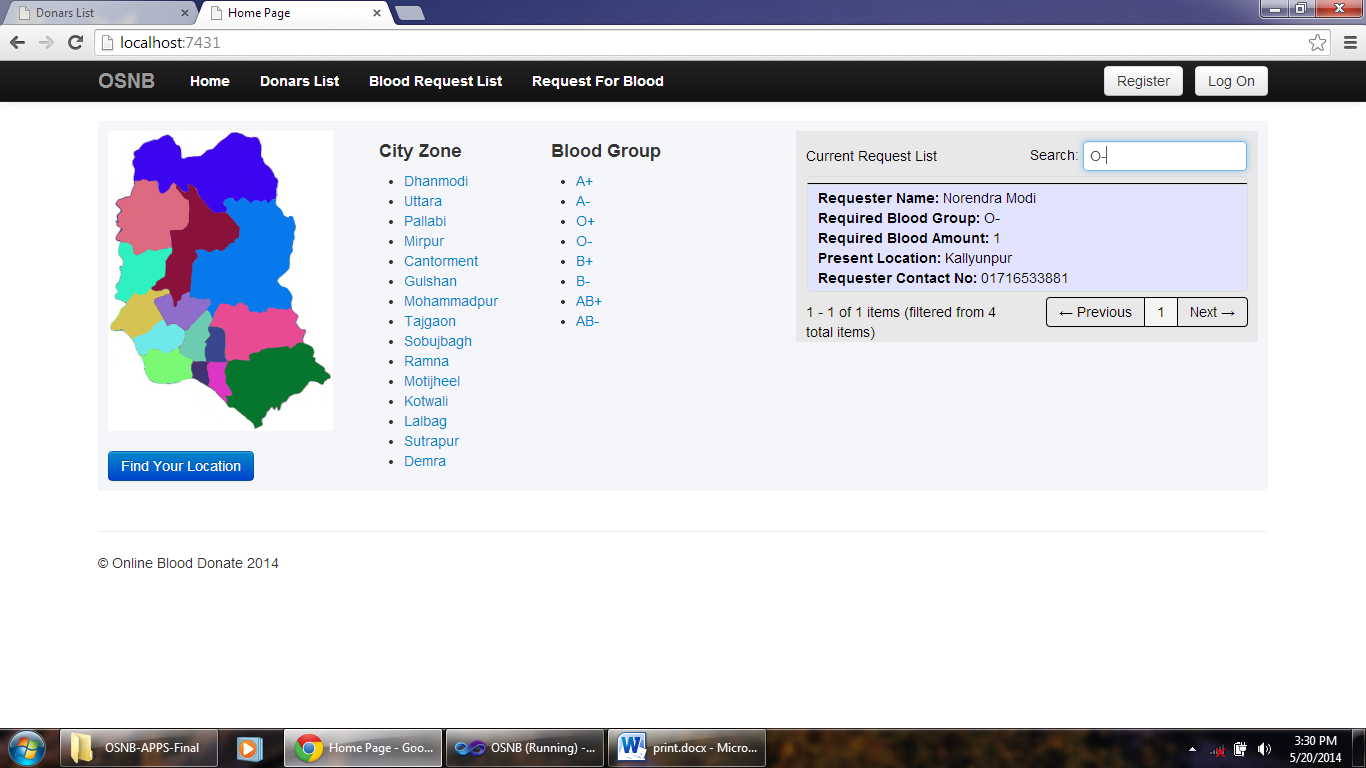 Donars List
Home Page
localhost:7431
OSNB Home Donars List Blood Request List Request For Blood Register Log On
City Zone
Dhanmodi
Uttara
Pallabi
Mirpur
Cantorment
Gulshan
Mohammadpur
Tajgaon
Sobujbagh
Ramna
Motijheel
Kotwali
Lalbag
Sutrapur
Demra
Blood Group
A+
A-
O+
O-
B+
B-
AB+
AB-
Current Request List Search: O-
Requester Name: Norendra Modi
Required Blood Group: O-
Required Blood Amount: 1
Present Location: Kallyunpur
Requester Contact No: 01716533881
1 - 1 of 1 items (filtered from 4
total items)
← Previous 1 Next →
Find Your Location
© Online Blood Donate 2014
OSNB-APPS-Final
Home Page - Goo...
OSNB (Running) -...
print.docx - Micro...
3:30 PM
5/20/2014